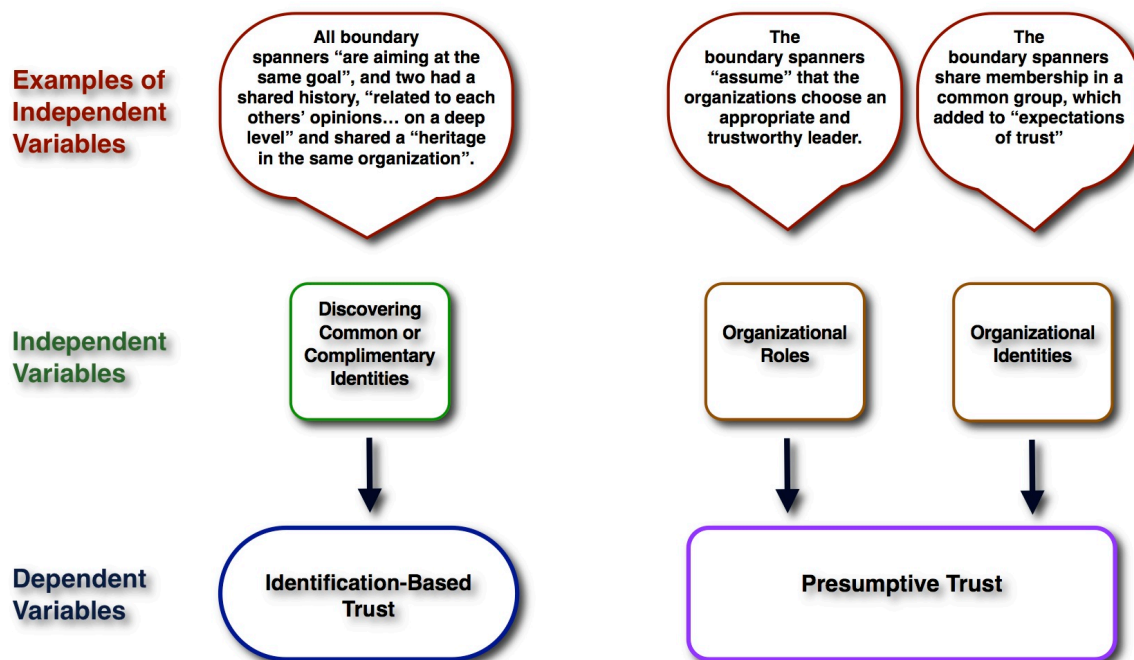 Examples of
Independent
Variables
All boundary
spanners “are aiming at the
same goal”, and two had a
shared history, “related to each
others’ opinions… on a deep
level” and shared a “heritage
in the same organization”.
The
boundary spanners
“assume” that the
organizations choose an
appropriate and
trustworthy leader.
The
boundary spanners
share membership in a
common group, which
added to “expectations
of trust”
Independent
Variables
Discovering
Common or
Complimentary
Identities
Organizational
Roles
Organizational
Identities
Dependent
Variables
Identification-Based
Trust
Presumptive Trust